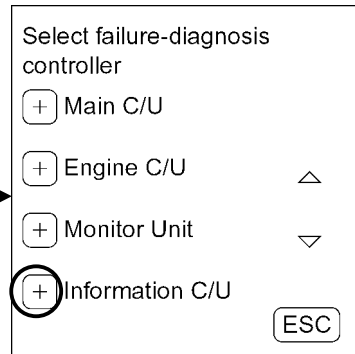 Select failure-diagnosis
controller
+ Main C/U
+ Engine C/U
+ Monitor Unit
+ Information C/U
ESC